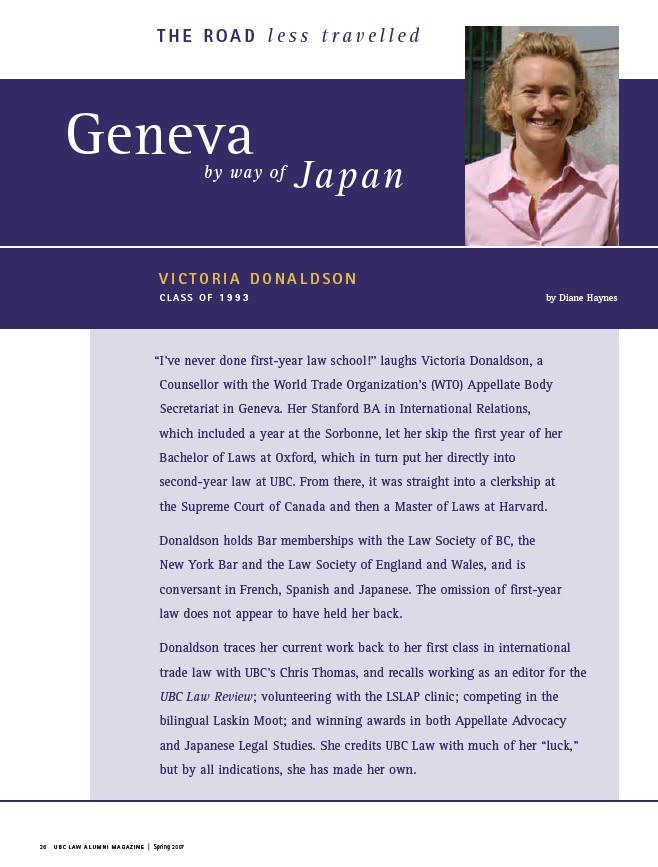 THE ROAD less travelled
Geneva
by way of Japan
VICTORIA DONALDSON
CLASS OF 1993
by Diane Haynes
“I’ve never done first-year law school!” laughs Victoria Donaldson, a
Counsellor with the World Trade Organization’s (WTO) Appellate Body
Secretariat in Geneva. Her Stanford BA in International Relations,
which included a year at the Sorbonne, let her skip the first year of her
Bachelor of Laws at Oxford, which in turn put her directly into
second-year law at UBC. From there, it was straight into a clerkship at
the Supreme Court of Canada and then a Master of Laws at Harvard.
Donaldson holds Bar memberships with the Law Society of BC, the
New York Bar and the Law Society of England and Wales, and is
conversant in French, Spanish and Japanese. The omission of first-year
law does not appear to have held her back.
Donaldson traces her current work back to her first class in international
trade law with UBC’s Chris Thomas, and recalls working as an editor for the
UBC Law Review; volunteering with the LSLAP clinic; competing in the
bilingual Laskin Moot; and winning awards in both Appellate Advocacy
and Japanese Legal Studies. She credits UBC Law with much of her “luck,”
but by all indications, she has made her own.
26 UBC LAW ALUMNI MAGAZINE | Spring 2007